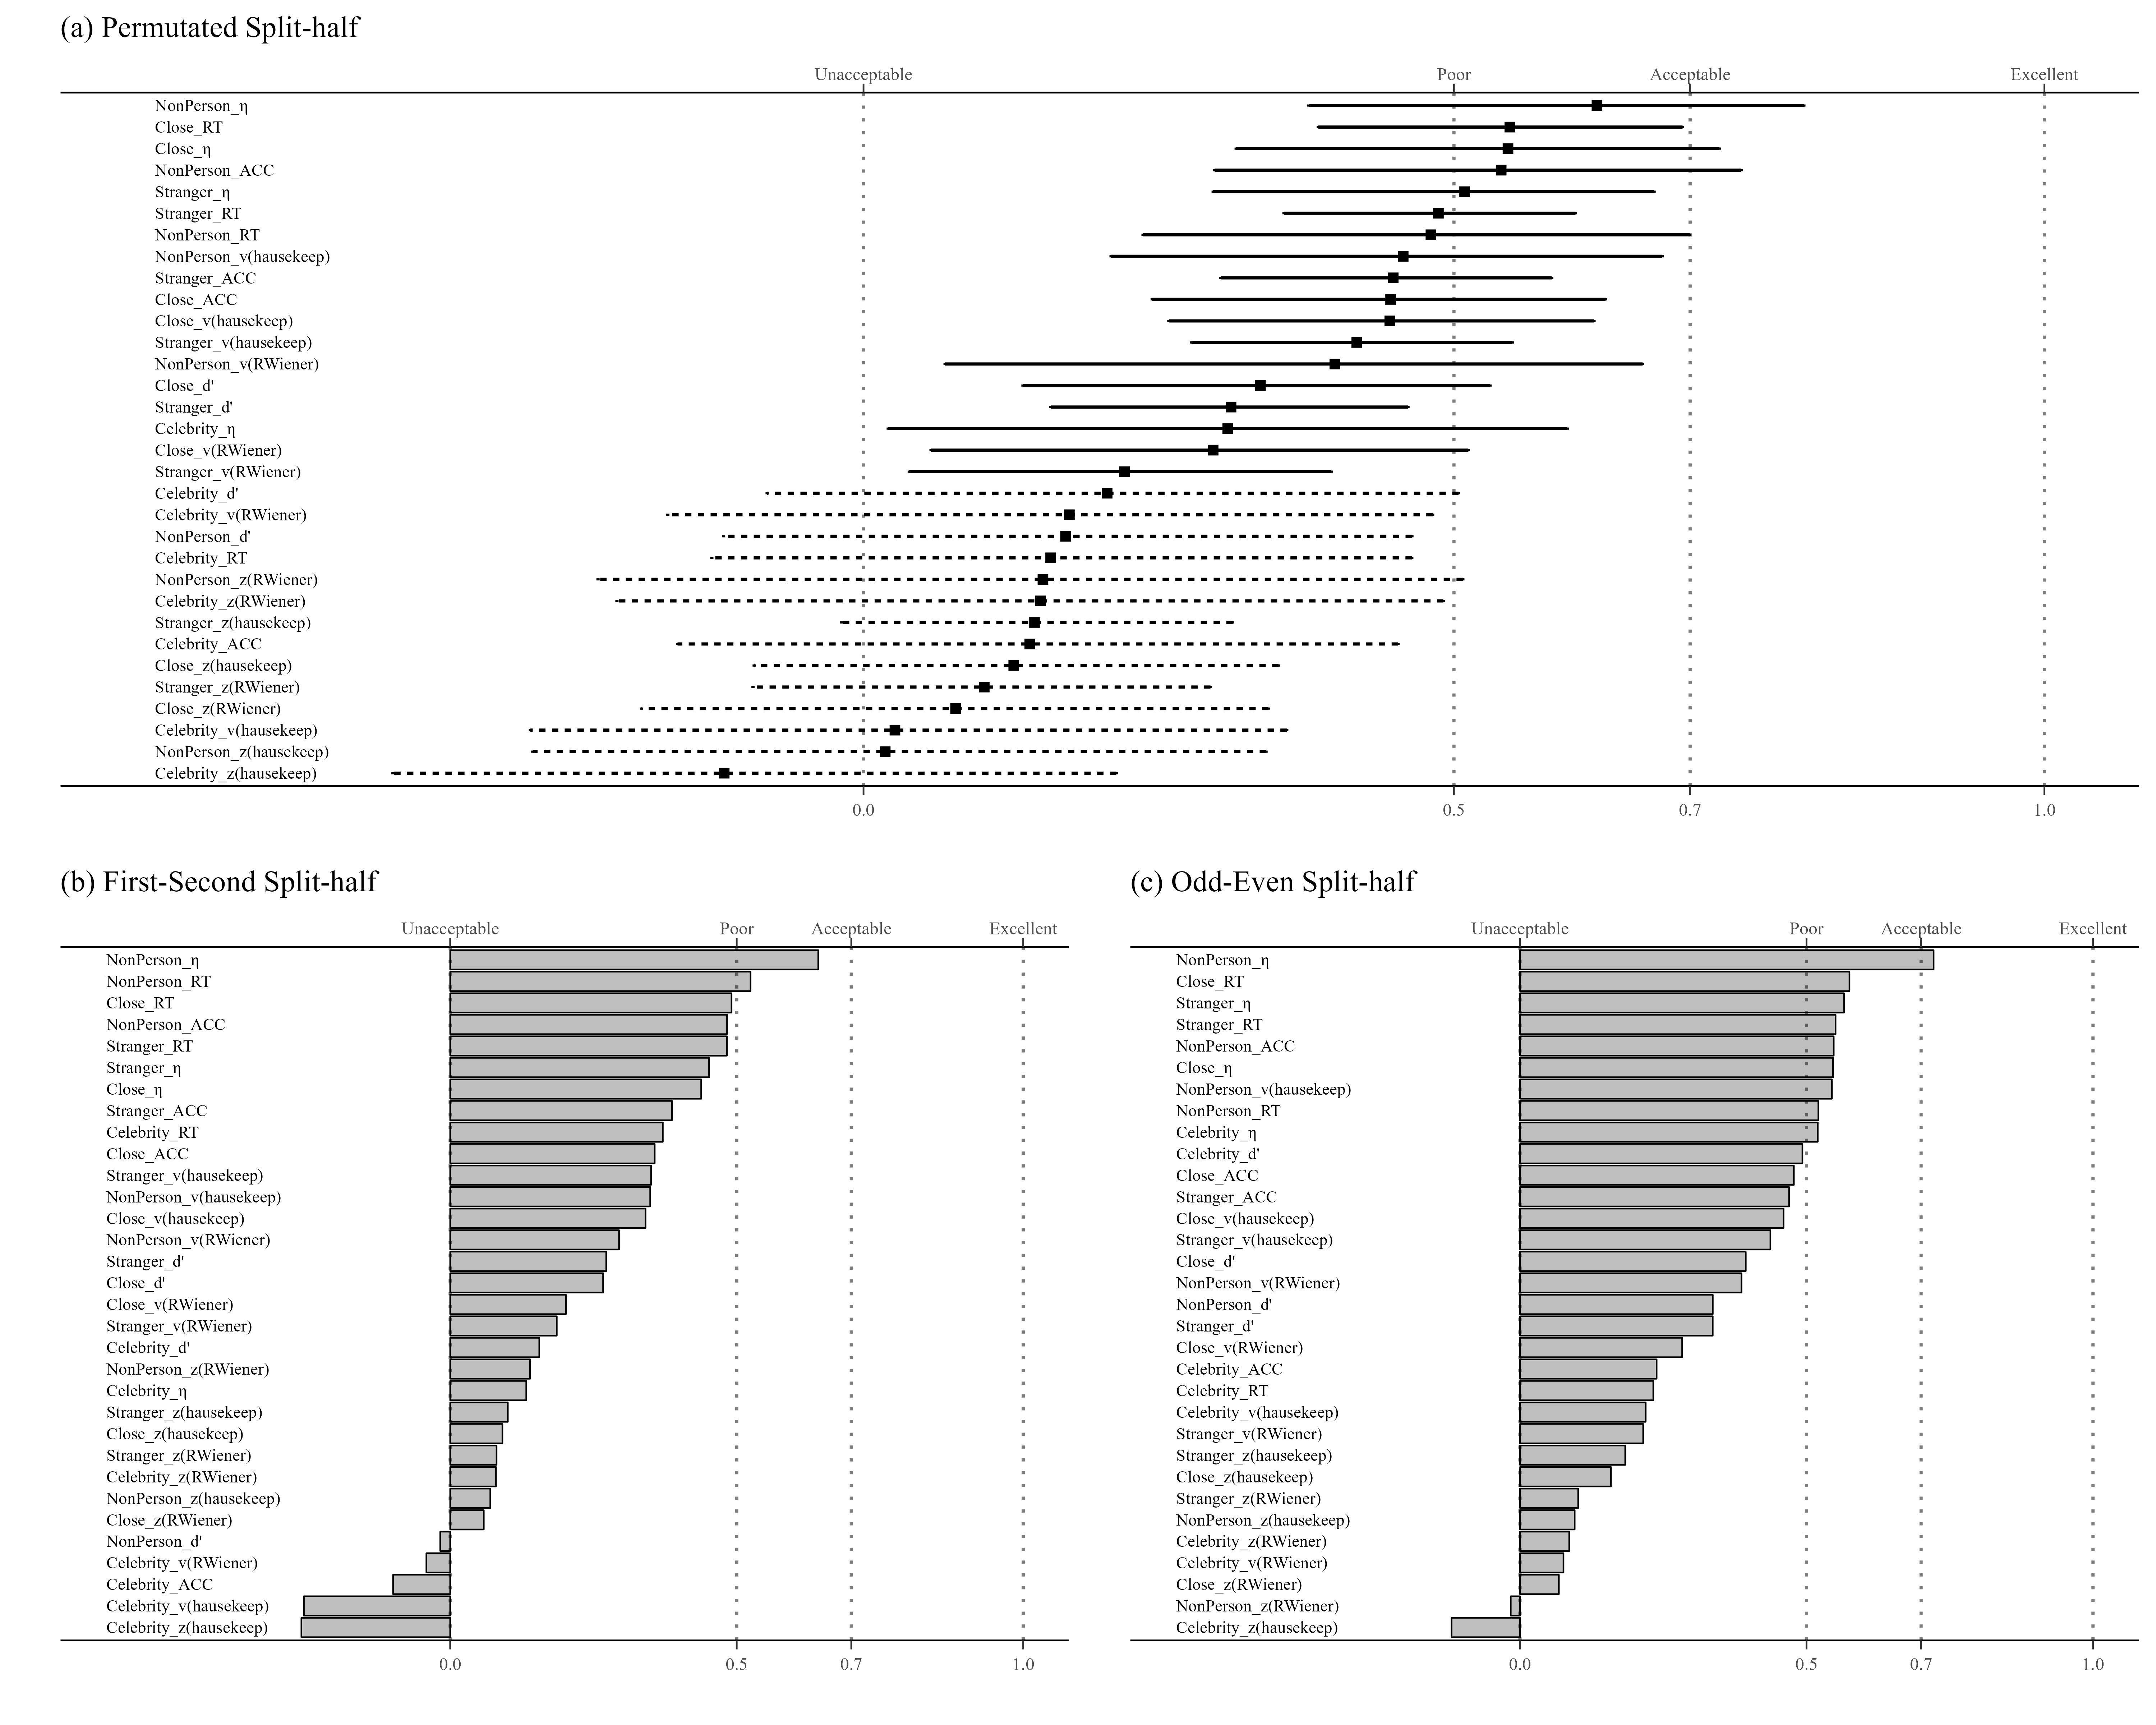 (a) Permutated Split-half
Unacceptable Poor Acceptable Excellent
NonPerson_η
Close_RT
Close_η
NonPerson_ACC
Stranger_η
Stranger_RT
NonPerson_RT
NonPerson_v(hausekeep)
Stranger_ACC
Close_ACC
Close_v(hausekeep)
Stranger_v(hausekeep)
NonPerson_v(RWiener)
Close_d'
Stranger_d'
Celebrity_η
Close_v(RWiener)
Stranger_v(RWiener)
Celebrity_d'
Celebrity_v(RWiener)
NonPerson_d'
Celebrity_RT
NonPerson_z(RWiener)
Celebrity_z(RWiener)
Stranger_z(hausekeep)
Celebrity_ACC
Close_z(hausekeep)
Stranger_z(RWiener)
Close_z(RWiener)
Celebrity_v(hausekeep)
NonPerson_z(hausekeep)
Celebrity_z(hausekeep)
0.0 0.5 0.7 1.0
(b) First-Second Split-half
Unacceptable Poor Acceptable Excellent
NonPerson_η
NonPerson_RT
Close_RT
NonPerson_ACC
Stranger_RT
Stranger_η
Close_η
Stranger_ACC
Celebrity_RT
Close_ACC
Stranger_v(hausekeep)
NonPerson_v(hausekeep)
Close_v(hausekeep)
NonPerson_v(RWiener)
Stranger_d'
Close_d'
Close_v(RWiener)
Stranger_v(RWiener)
Celebrity_d'
NonPerson_z(RWiener)
Celebrity_η
Stranger_z(hausekeep)
Close_z(hausekeep)
Stranger_z(RWiener)
Celebrity_z(RWiener)
NonPerson_z(hausekeep)
Close_z(RWiener)
NonPerson_d'
Celebrity_v(RWiener)
Celebrity_ACC
Celebrity_v(hausekeep)
Celebrity_z(hausekeep)
0.0 0.5 0.7 1.0
(c) Odd-Even Split-half
Unacceptable Poor Acceptable Excellent
NonPerson_η
Close_RT
Stranger_η
Stranger_RT
NonPerson_ACC
Close_η
NonPerson_v(hausekeep)
NonPerson_RT
Celebrity_η
Celebrity_d'
Close_ACC
Stranger_ACC
Close_v(hausekeep)
Stranger_v(hausekeep)
Close_d'
NonPerson_v(RWiener)
NonPerson_d'
Stranger_d'
Close_v(RWiener)
Celebrity_ACC
Celebrity_RT
Celebrity_v(hausekeep)
Stranger_v(RWiener)
Stranger_z(hausekeep)
Close_z(hausekeep)
Stranger_z(RWiener)
NonPerson_z(hausekeep)
Celebrity_z(RWiener)
Celebrity_v(RWiener)
Close_z(RWiener)
NonPerson_z(RWiener)
Celebrity_z(hausekeep)
0.0 0.5 0.7 1.0